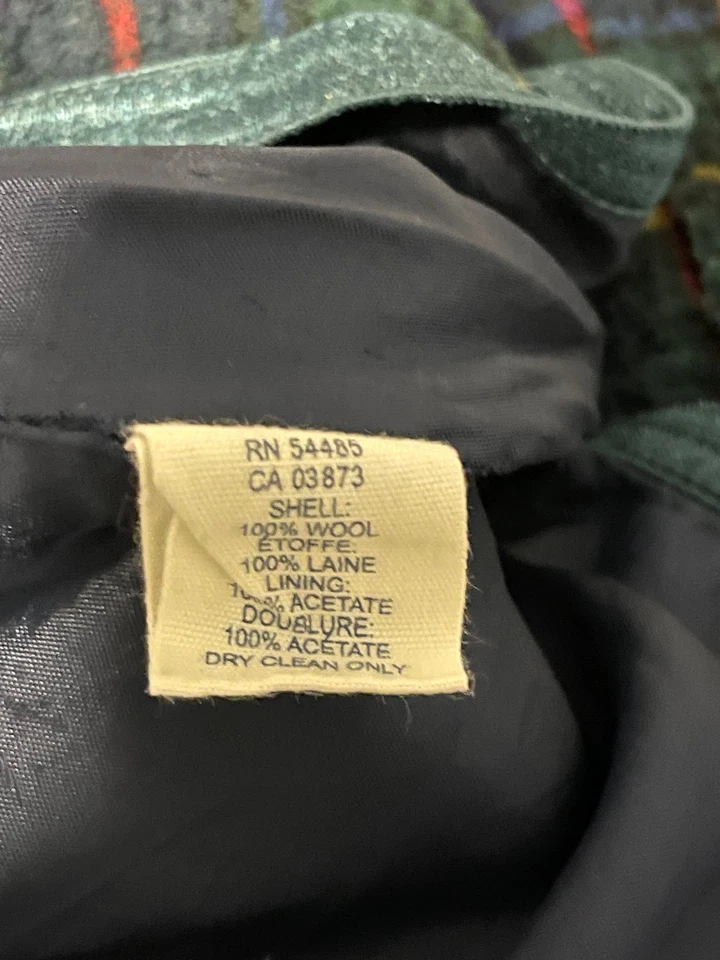 RN 54485
CA 03873
SHELL:
100% WOOL
ÉTOFFE:
100% LAINE
LINING:
100% ACETATE
DOUBLURE:
100% ACETATE
DRY CLEAN ONLY